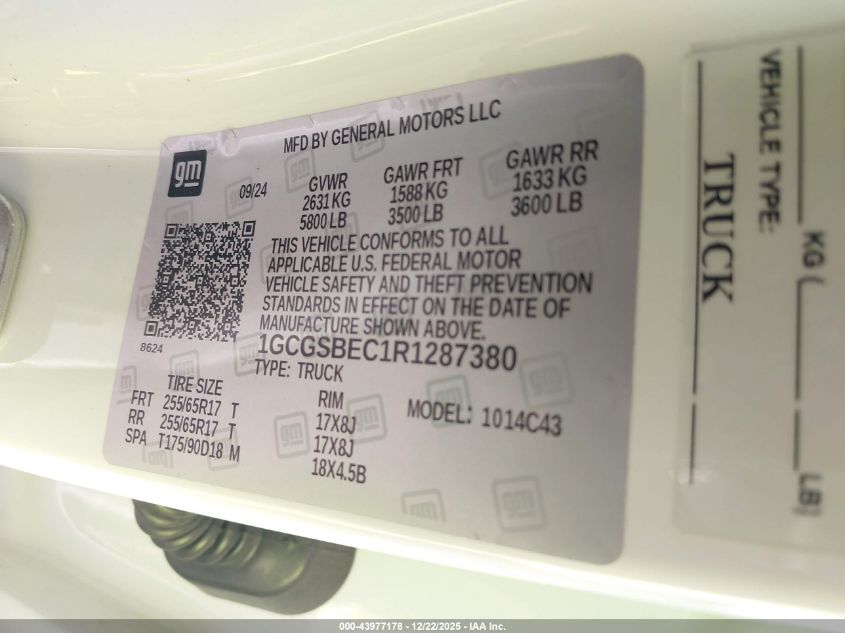 MFD BY GENERAL MOTORS LLC
gm
09/24
GVWR GAWR FRT GAWR RR
2631 KG 1588 KG 1633 KG
5800 LB 3500 LB 3600 LB
THIS VEHICLE CONFORMS TO ALL
APPLICABLE U.S. FEDERAL MOTOR
VEHICLE SAFETY AND THEFT PREVENTION
STANDARDS IN EFFECT ON THE DATE OF
MANUFACTURE SHOWN ABOVE.
8624
1GCGSBEC1R1287380
TYPE: TRUCK
TIRE SIZE RIM MODEL: 1014C43
FRT 255/65R17 T 17X8J
RR 255/65R17 T 17X8J
SPA T175/90D18 M 18X4.5B
VEHICLE TYPE:
TRUCK
KG (
LB)
000-43977178 - 12/22/2025 - IAA Inc.